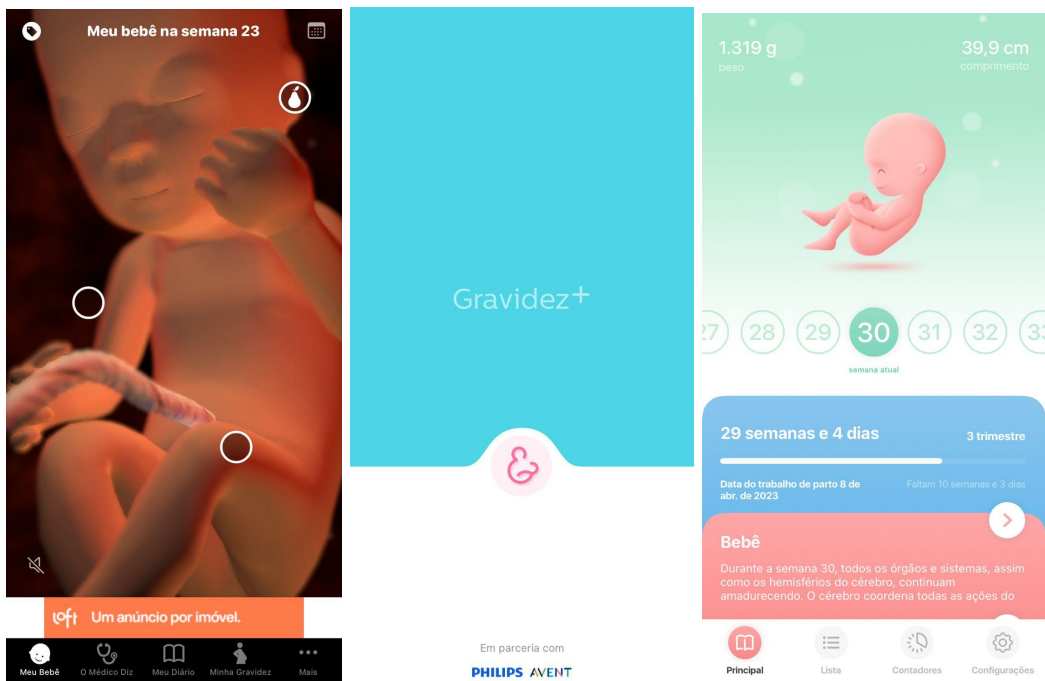 Meu bebê na semana 23
Loft Um anúncio por imóvel.
Meu Bebê
O Médico Diz
Meu Diário
Minha Gravidez
Mais
Gravidez+
Em parceria com
PHILIPS AVENT
1.319 g
peso
39,9 cm
comprimento
27 28 29 30 31 32 33
semana atual
29 semanas e 4 dias
3 trimestre
Data do trabalho de parto 8 de
abr. de 2023
Faltam 10 semanas e 3 dias
Bebê
Durante a semana 30, todos os órgãos e sistemas, assim
como os hemisférios do cérebro, continuam
amadurecendo. O cérebro coordena todas as ações do
Principal
Lista
Contadores
Configurações